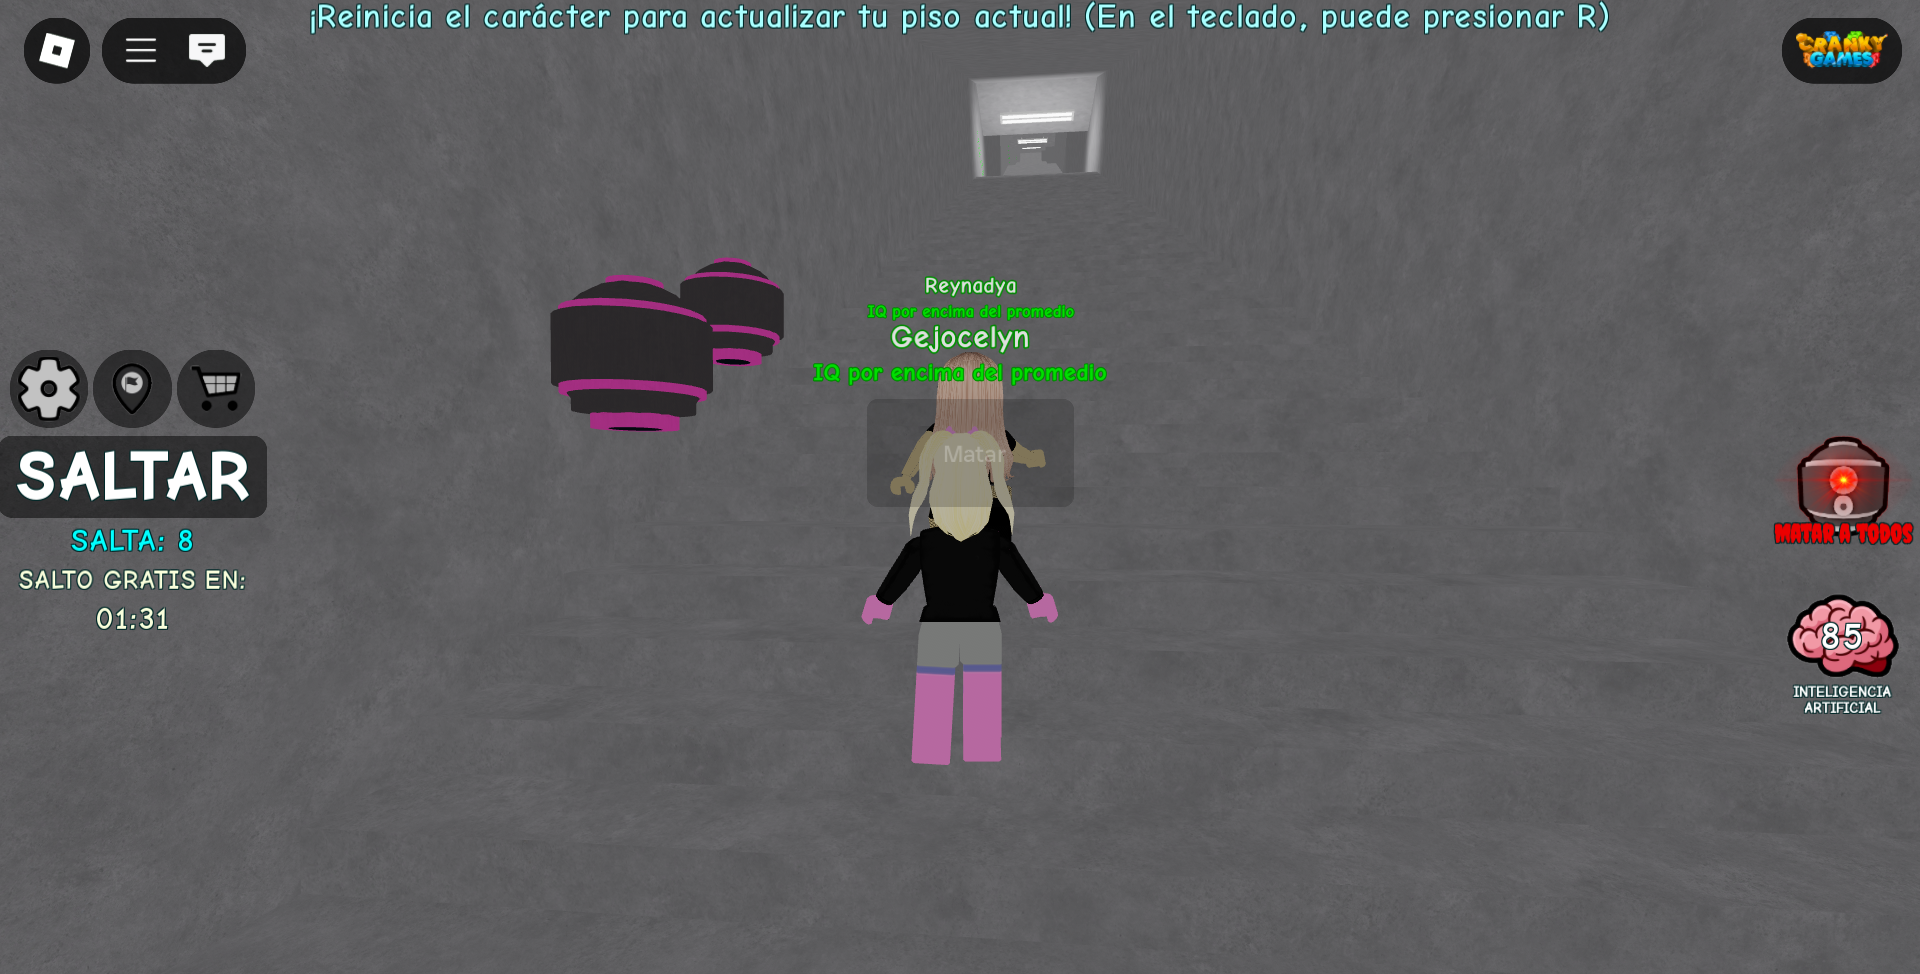 ¡Reinicia el carácter para actualizar tu piso actual! (En el teclado, puede presionar R)
CRANKY
GAMES
Reynadya
IQ por encima del promedio
Gejocelyn
IQ por encima del promedio
Matar
SALTAR
SALTA: 8
SALTO GRATIS EN:
01:31
MATAR A TODOS
85
INTELIGENCIA
ARTIFICIAL